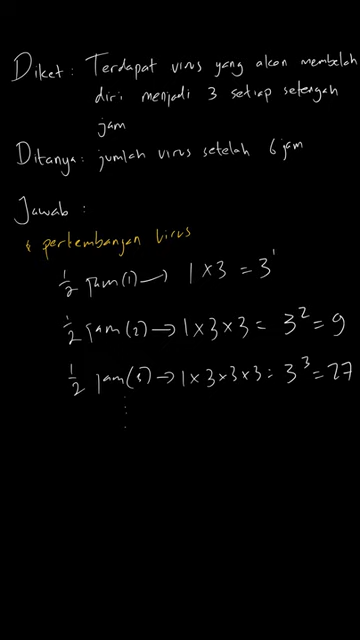 Diket : Terdapat virus yang akan membelah
diri menjadi 3 setiap setengah
jam
Ditanya : jumlah virus setelah 6 jam
Jawab :
* perkembangan virus
1/2 jam (1) → 1 × 3 = 3¹
1/2 jam (2) → 1 × 3 × 3 = 3² = 9
1/2 jam (3) → 1 × 3 × 3 × 3 = 3³ = 27